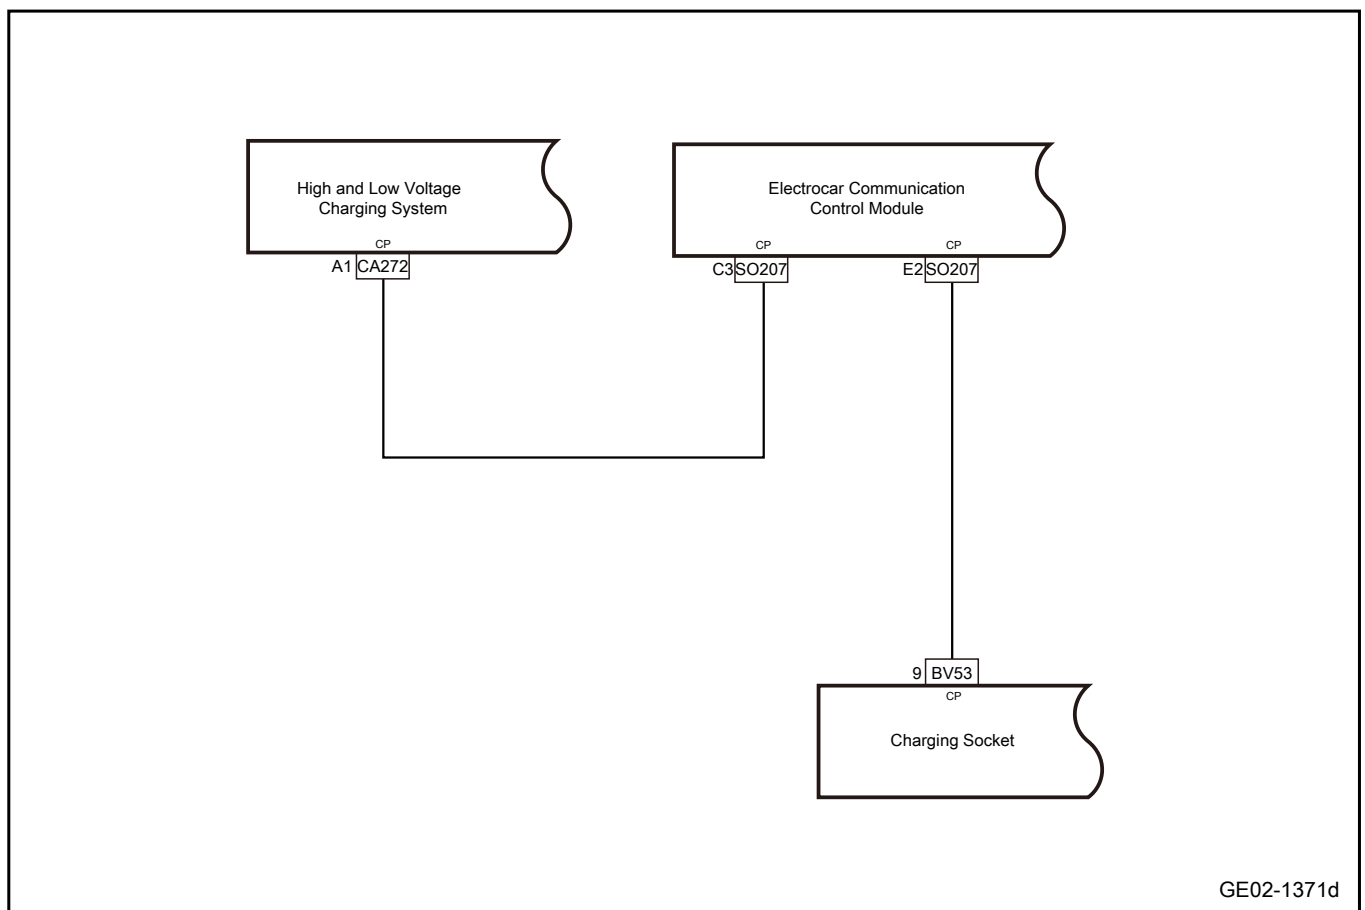 High and Low Voltage
Charging System
CP
A1 CA272
Electrocar Communication
Control Module
CP
CP
C3 SO207
E2 SO207
9 BV53
CP
Charging Socket
GE02-1371d